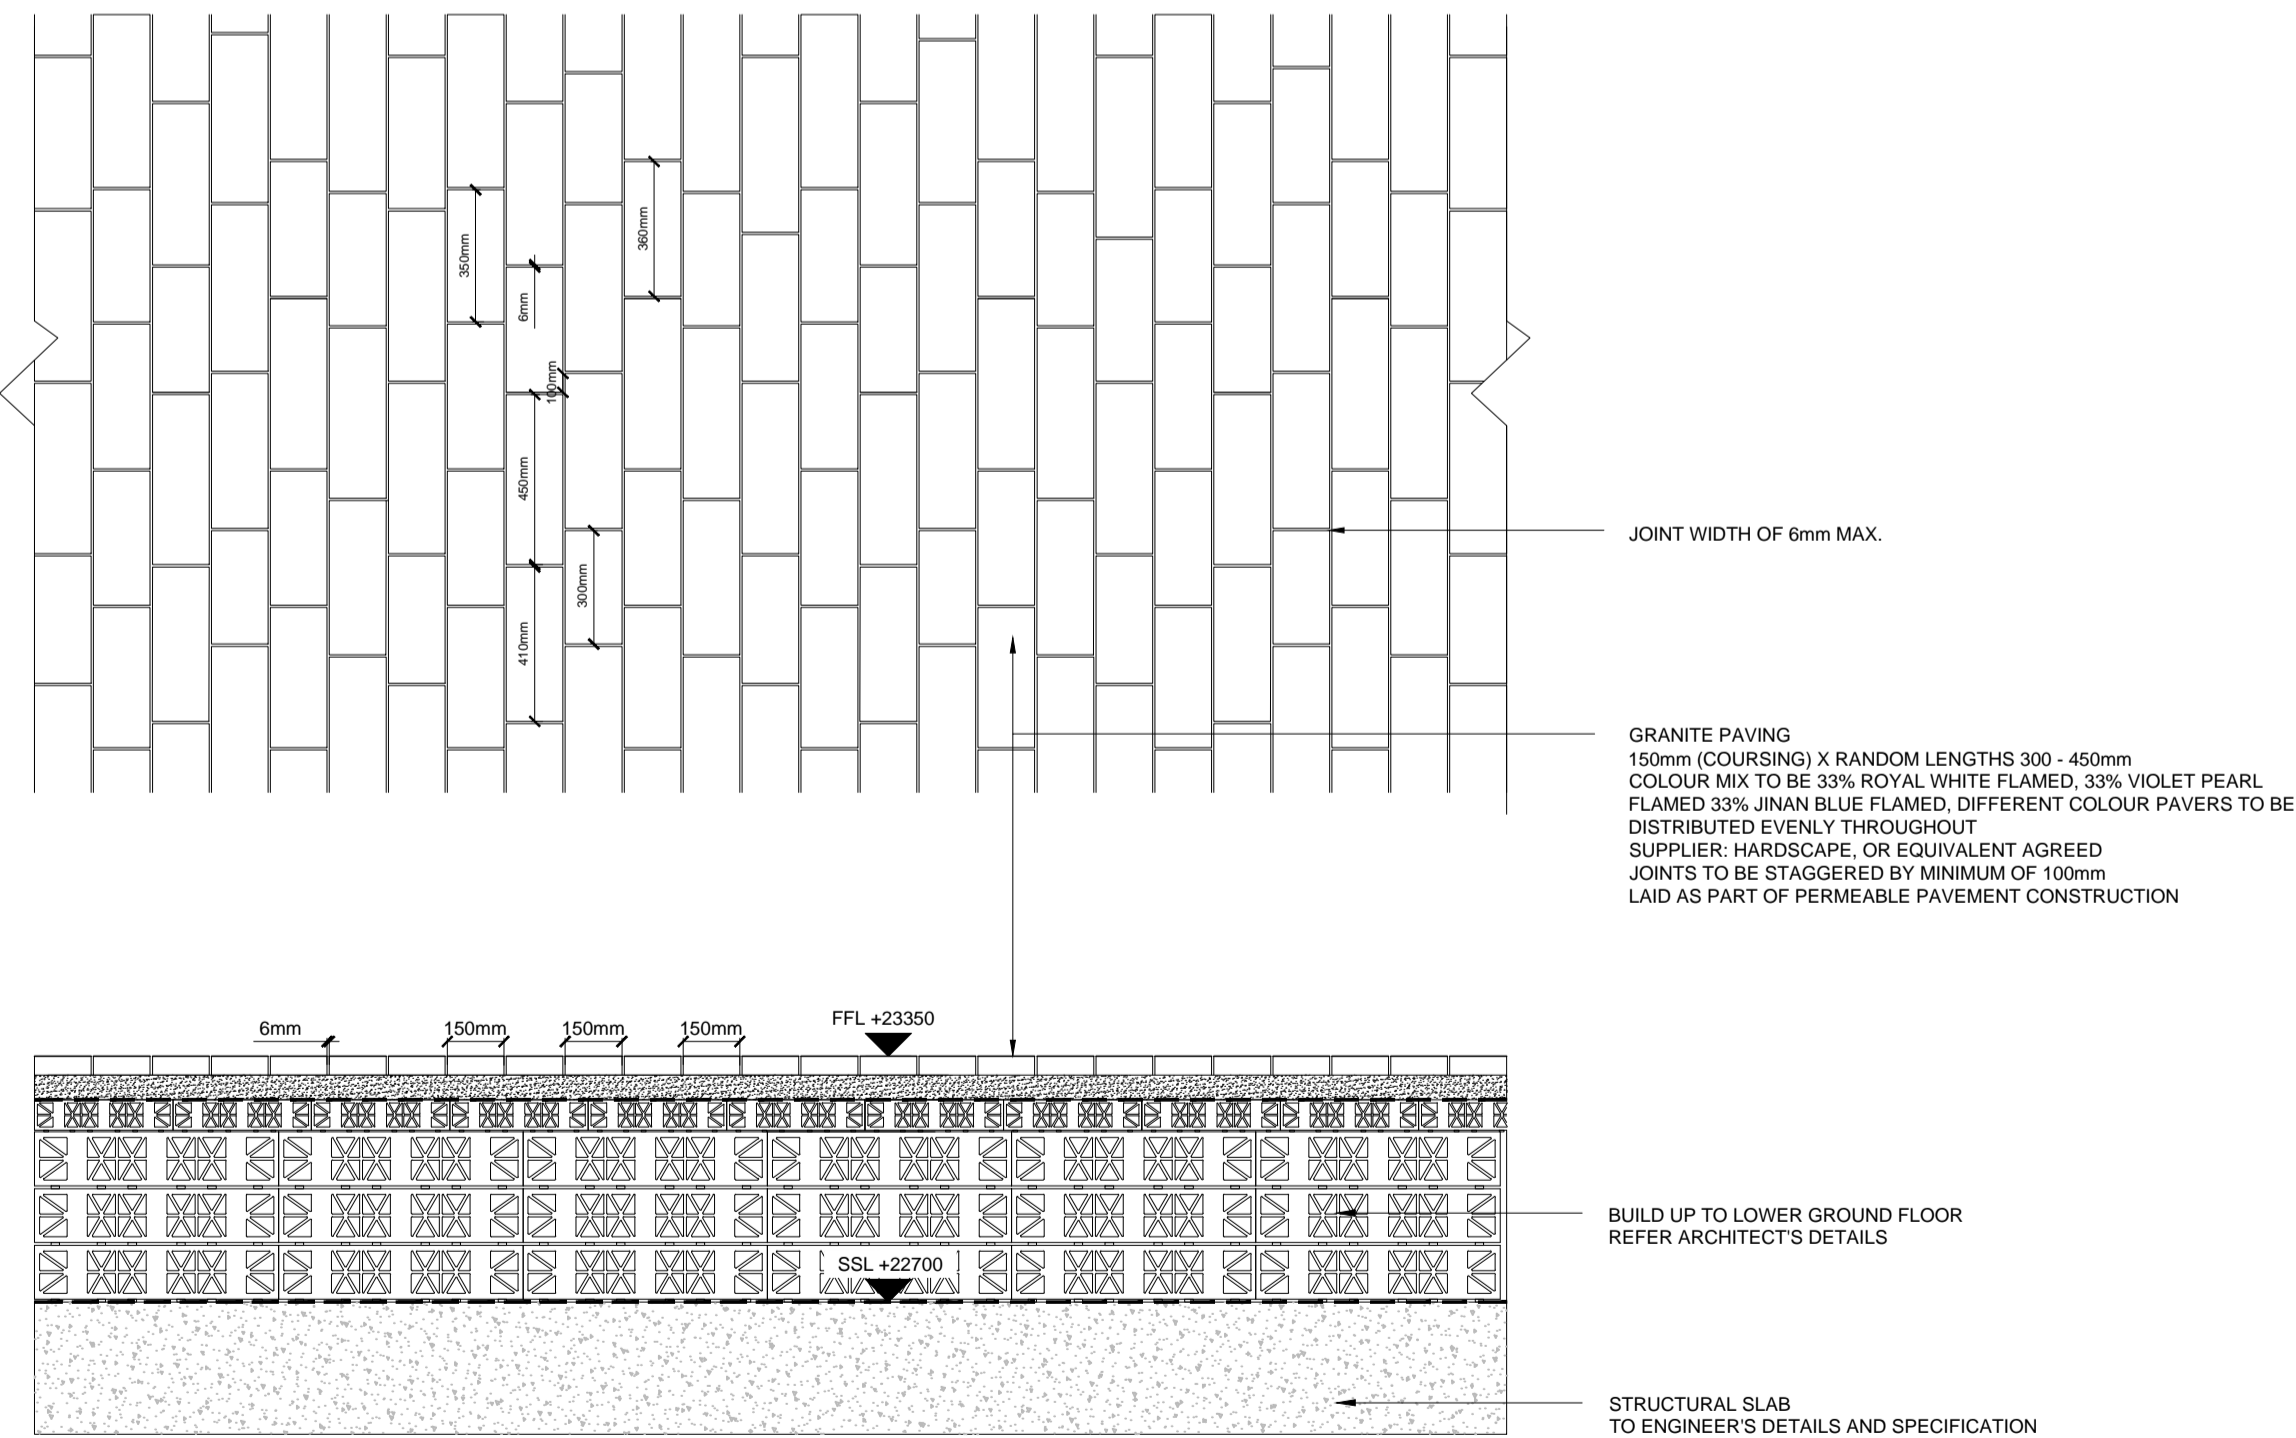 360mm
350mm
6mm
100mm
450mm
300mm
410mm
JOINT WIDTH OF 6mm MAX.
GRANITE PAVING
150mm (COURSING) X RANDOM LENGTHS 300 - 450mm
COLOUR MIX TO BE 33% ROYAL WHITE FLAMED, 33% VIOLET PEARL
FLAMED 33% JINAN BLUE FLAMED, DIFFERENT COLOUR PAVERS TO BE
DISTRIBUTED EVENLY THROUGHOUT
SUPPLIER: HARDSCAPE, OR EQUIVALENT AGREED
JOINTS TO BE STAGGERED BY MINIMUM OF 100mm
LAID AS PART OF PERMEABLE PAVEMENT CONSTRUCTION
FFL +23350
6mm 150mm 150mm 150mm
BUILD UP TO LOWER GROUND FLOOR
REFER ARCHITECT'S DETAILS
SSL +22700
STRUCTURAL SLAB
TO ENGINEER'S DETAILS AND SPECIFICATION